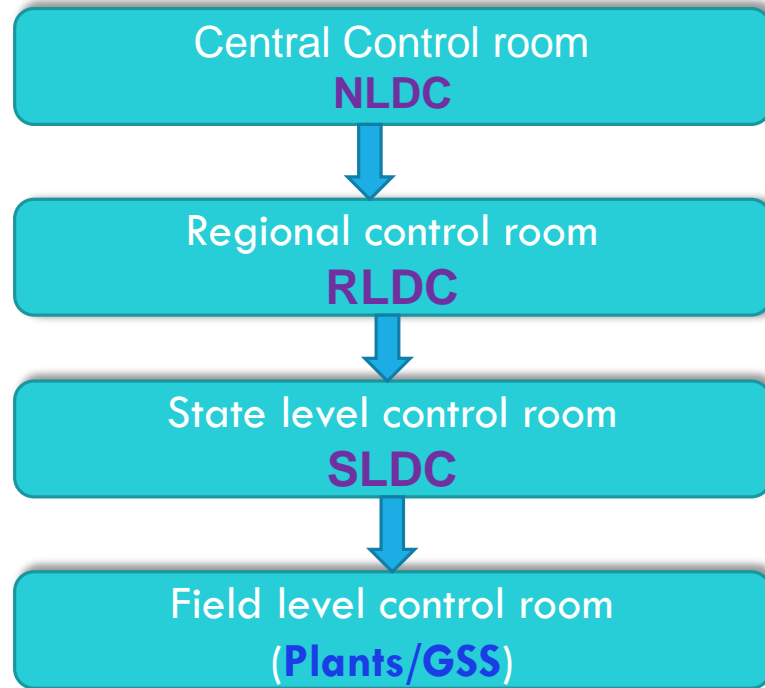 Central Control room
NLDC
Regional control room
RLDC
State level control room
SLDC
Field level control room
(Plants/GSS)